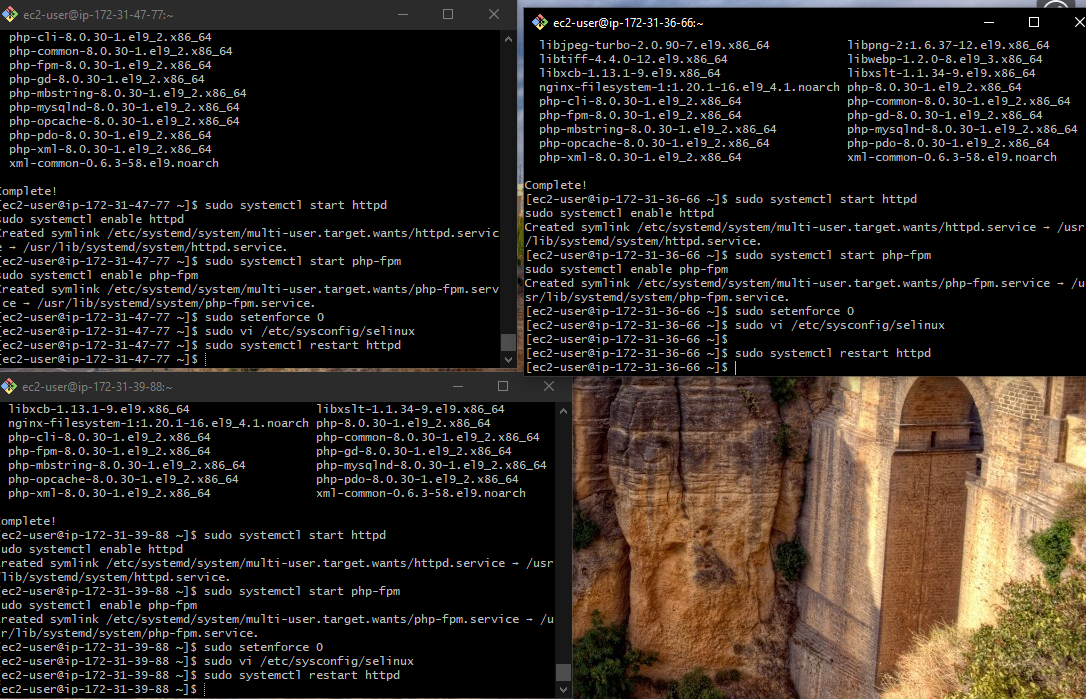 ec2-user@ip-172-31-47-77:~
php-cli-8.0.30-1.el9_2.x86_64
php-common-8.0.30-1.el9_2.x86_64
php-fpm-8.0.30-1.el9_2.x86_64
php-gd-8.0.30-1.el9_2.x86_64
php-mbstring-8.0.30-1.el9_2.x86_64
php-mysqlnd-8.0.30-1.el9_2.x86_64
php-opcache-8.0.30-1.el9_2.x86_64
php-pdo-8.0.30-1.el9_2.x86_64
php-xml-8.0.30-1.el9_2.x86_64
xml-common-0.6.3-58.el9.noarch
Complete!
[ec2-user@ip-172-31-47-77 ~]$ sudo systemctl start httpd
sudo systemctl enable httpd
Created symlink /etc/systemd/system/multi-user.target.wants/httpd.servic
e → /usr/lib/systemd/system/httpd.service.
[ec2-user@ip-172-31-47-77 ~]$ sudo systemctl start php-fpm
sudo systemctl enable php-fpm
Created symlink /etc/systemd/system/multi-user.target.wants/php-fpm.serv
ice → /usr/lib/systemd/system/php-fpm.service.
[ec2-user@ip-172-31-47-77 ~]$ sudo setenforce 0
[ec2-user@ip-172-31-47-77 ~]$ sudo vi /etc/sysconfig/selinux
[ec2-user@ip-172-31-47-77 ~]$ sudo systemctl restart httpd
[ec2-user@ip-172-31-47-77 ~]$
ec2-user@ip-172-31-36-66:~
libjpeg-turbo-2.0.90-7.el9.x86_64 libpng-2:1.6.37-12.el9.x86_64
libtiff-4.4.0-12.el9.x86_64 libwebp-1.2.0-8.el9_3.x86_64
libxcb-1.13.1-9.el9.x86_64 libxslt-1.1.34-9.el9.x86_64
nginx-filesystem-1:1.20.1-16.el9_4.1.noarch php-8.0.30-1.el9_2.x86_64
php-cli-8.0.30-1.el9_2.x86_64 php-common-8.0.30-1.el9_2.x86_64
php-fpm-8.0.30-1.el9_2.x86_64 php-gd-8.0.30-1.el9_2.x86_64
php-mbstring-8.0.30-1.el9_2.x86_64 php-mysqlnd-8.0.30-1.el9_2.x86_64
php-opcache-8.0.30-1.el9_2.x86_64 php-pdo-8.0.30-1.el9_2.x86_64
php-xml-8.0.30-1.el9_2.x86_64 xml-common-0.6.3-58.el9.noarch
Complete!
[ec2-user@ip-172-31-36-66 ~]$ sudo systemctl start httpd
sudo systemctl enable httpd
Created symlink /etc/systemd/system/multi-user.target.wants/httpd.service → /usr
/lib/systemd/system/httpd.service.
[ec2-user@ip-172-31-36-66 ~]$ sudo systemctl start php-fpm
sudo systemctl enable php-fpm
Created symlink /etc/systemd/system/multi-user.target.wants/php-fpm.service → /u
sr/lib/systemd/system/php-fpm.service.
[ec2-user@ip-172-31-36-66 ~]$ sudo setenforce 0
[ec2-user@ip-172-31-36-66 ~]$ sudo vi /etc/sysconfig/selinux
[ec2-user@ip-172-31-36-66 ~]$
[ec2-user@ip-172-31-36-66 ~]$ sudo systemctl restart httpd
[ec2-user@ip-172-31-36-66 ~]$
ec2-user@ip-172-31-39-88:~
libxcb-1.13.1-9.el9.x86_64 libxslt-1.1.34-9.el9.x86_64
nginx-filesystem-1:1.20.1-16.el9_4.1.noarch php-8.0.30-1.el9_2.x86_64
php-cli-8.0.30-1.el9_2.x86_64 php-common-8.0.30-1.el9_2.x86_64
php-fpm-8.0.30-1.el9_2.x86_64 php-gd-8.0.30-1.el9_2.x86_64
php-mbstring-8.0.30-1.el9_2.x86_64 php-mysqlnd-8.0.30-1.el9_2.x86_64
php-opcache-8.0.30-1.el9_2.x86_64 php-pdo-8.0.30-1.el9_2.x86_64
php-xml-8.0.30-1.el9_2.x86_64 xml-common-0.6.3-58.el9.noarch
omplete!
[ec2-user@ip-172-31-39-88 ~]$ sudo systemctl start httpd
udo systemctl enable httpd
reated symlink /etc/systemd/system/multi-user.target.wants/httpd.service → /usr
/lib/systemd/system/httpd.service.
[ec2-user@ip-172-31-39-88 ~]$ sudo systemctl start php-fpm
udo systemctl enable php-fpm
reated symlink /etc/systemd/system/multi-user.target.wants/php-fpm.service → /u
r/lib/systemd/system/php-fpm.service.
[ec2-user@ip-172-31-39-88 ~]$ sudo setenforce 0
[ec2-user@ip-172-31-39-88 ~]$ sudo vi /etc/sysconfig/selinux
[ec2-user@ip-172-31-39-88 ~]$ sudo systemctl restart httpd
[ec2-user@ip-172-31-39-88 ~]$